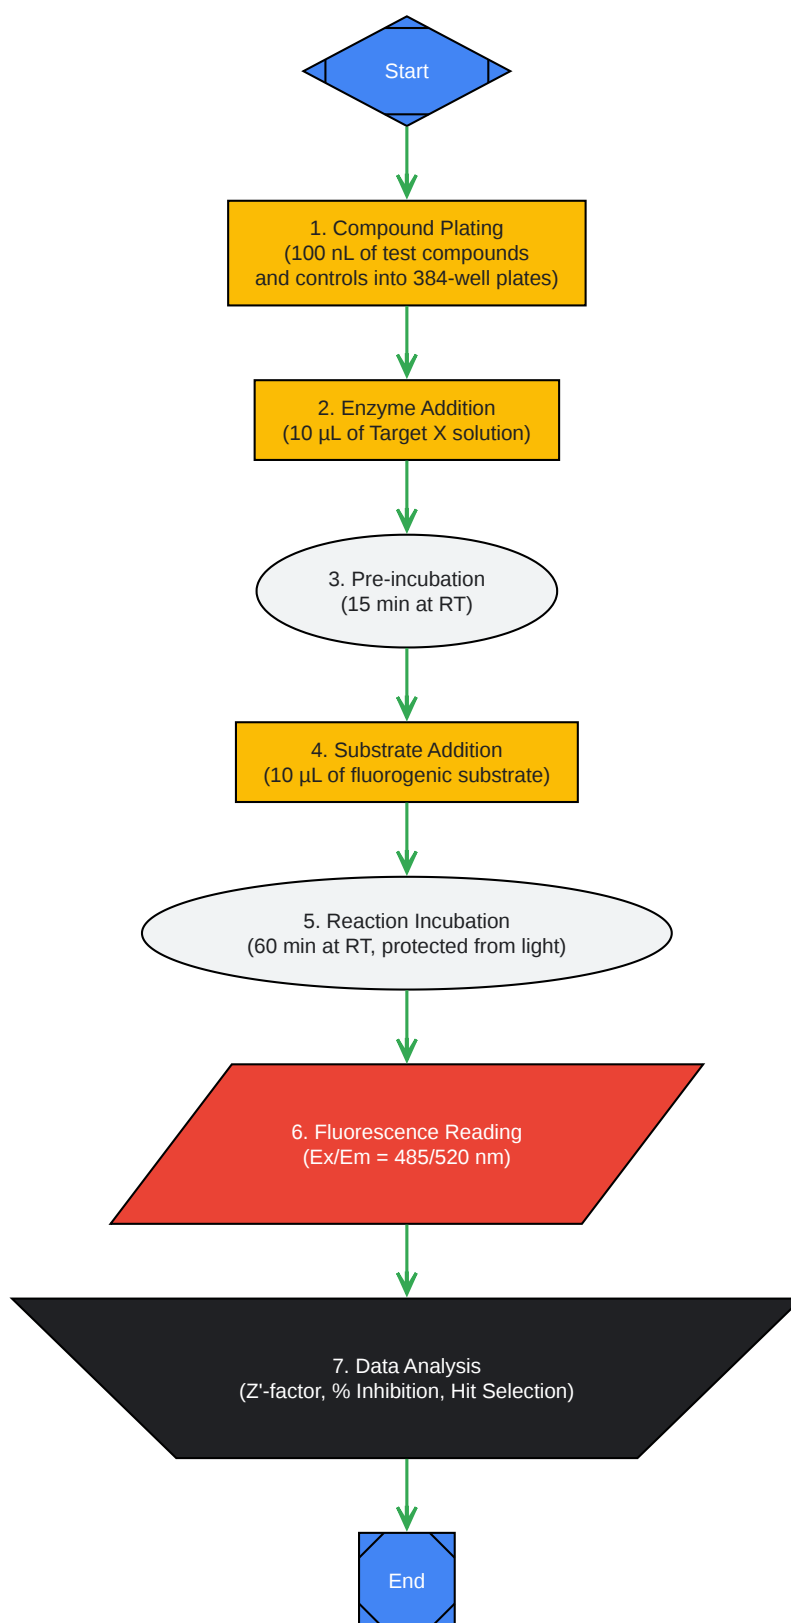 Start
1. Compound Plating
(100 nL of test compounds
and controls into 384-well plates)
2. Enzyme Addition
(10 µL of Target X solution)
3. Pre-incubation
(15 min at RT)
4. Substrate Addition
(10 µL of fluorogenic substrate)
5. Reaction Incubation
(60 min at RT, protected from light)
6. Fluorescence Reading
(Ex/Em = 485/520 nm)
7. Data Analysis
(Z'-factor, % Inhibition, Hit Selection)
End